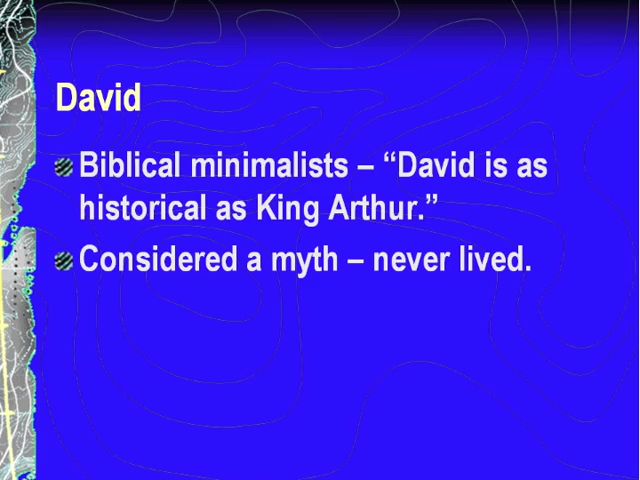 David
Biblical minimalists – “David is as
historical as King Arthur.”
Considered a myth – never lived.